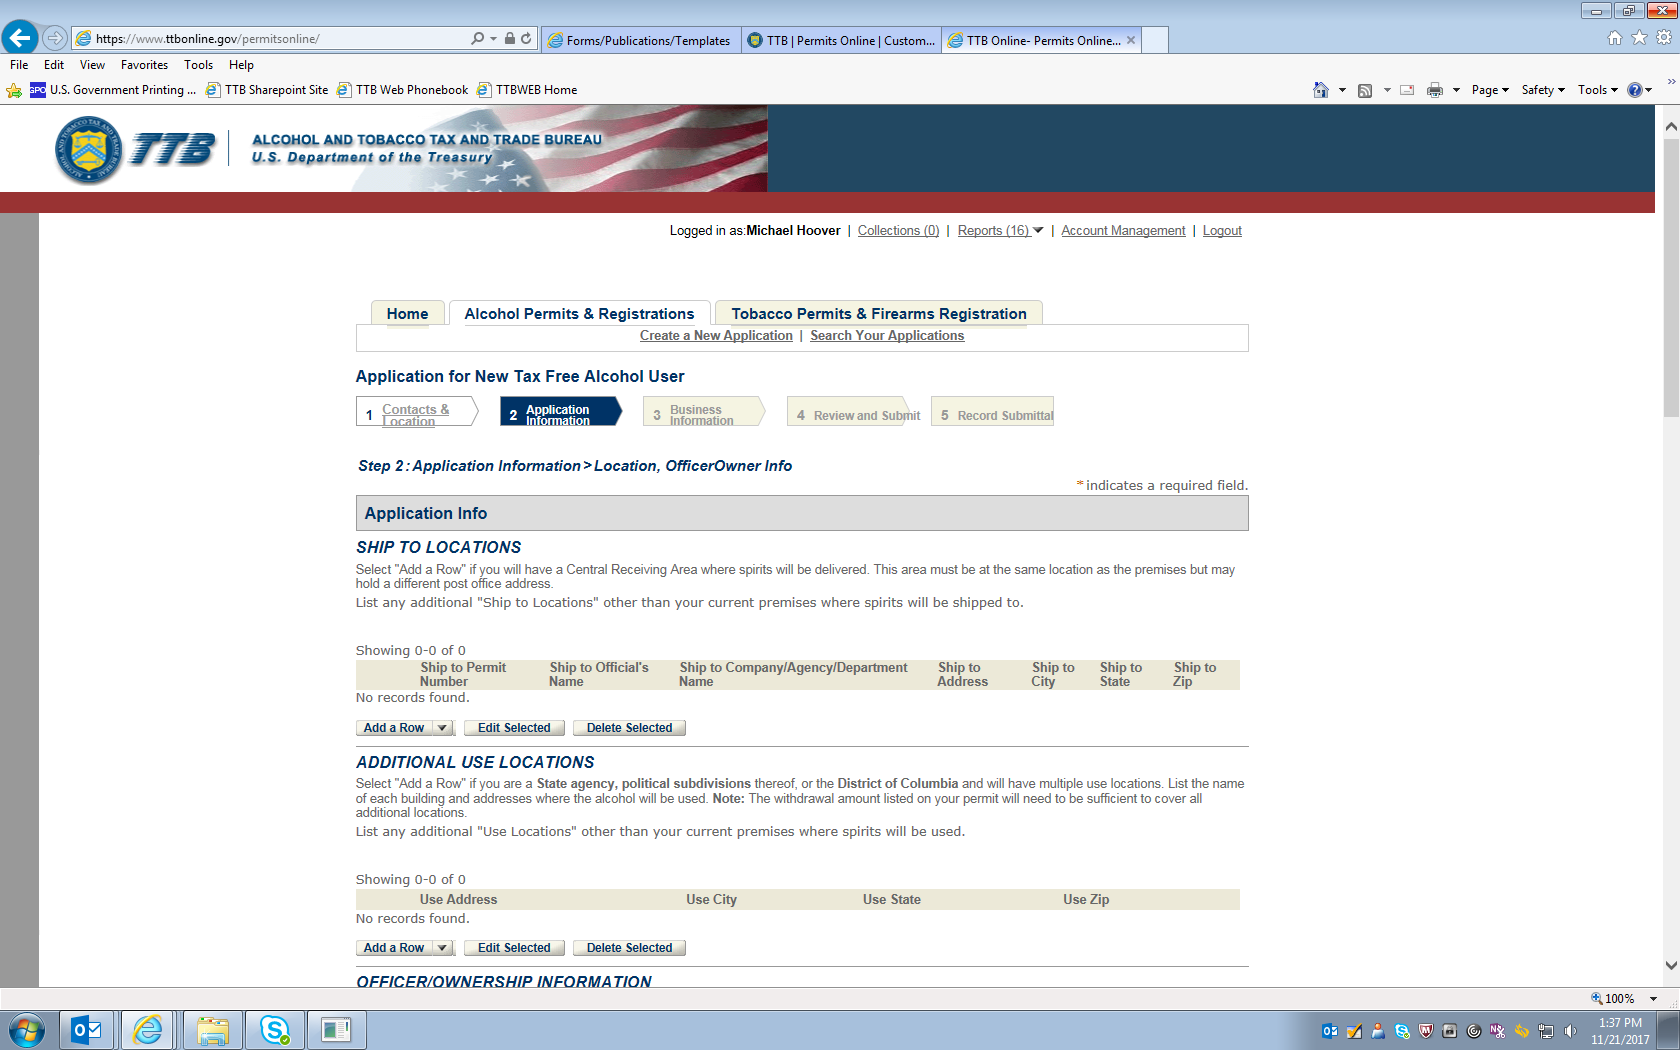 https://www.ttbonline.gov/permitsonline/
Forms/Publications/Templates
TTB | Permits Online | Custom...
TTB Online- Permits Online...
File Edit View Favorites Tools Help
GPO U.S. Government Printing ...
TTB Sharepoint Site
TTB Web Phonebook
TTBWEB Home
Page Safety Tools
TTB
ALCOHOL AND TOBACCO TAX AND TRADE BUREAU
U.S. Department of the Treasury
Logged in as:Michael Hoover | Collections (0) | Reports (16) | Account Management | Logout
Home
Alcohol Permits & Registrations
Tobacco Permits & Firearms Registration
Create a New Application | Search Your Applications
Application for New Tax Free Alcohol User
1 Contacts & Location
2 Application Information
3 Business Information
4 Review and Submit
5 Record Submittal
Step 2: Application Information>Location, OfficerOwner Info
* indicates a required field.
Application Info
SHIP TO LOCATIONS
Select "Add a Row" if you will have a Central Receiving Area where spirits will be delivered. This area must be at the same location as the premises but may
hold a different post office address.
List any additional "Ship to Locations" other than your current premises where spirits will be shipped to.
Showing 0-0 of 0
Ship to Permit Number
Ship to Official's Name
Ship to Company/Agency/Department Name
Ship to Address
Ship to City
Ship to State
Ship to Zip
No records found.
Add a Row Edit Selected Delete Selected
ADDITIONAL USE LOCATIONS
Select "Add a Row" if you are a State agency, political subdivisions thereof, or the District of Columbia and will have multiple use locations. List the name
of each building and addresses where the alcohol will be used. Note: The withdrawal amount listed on your permit will need to be sufficient to cover all
additional locations.
List any additional "Use Locations" other than your current premises where spirits will be used.
Showing 0-0 of 0
Use Address Use City Use State Use Zip
No records found.
Add a Row Edit Selected Delete Selected
OFFICER/OWNERSHIP INFORMATION
100%
1:37 PM
11/21/2017